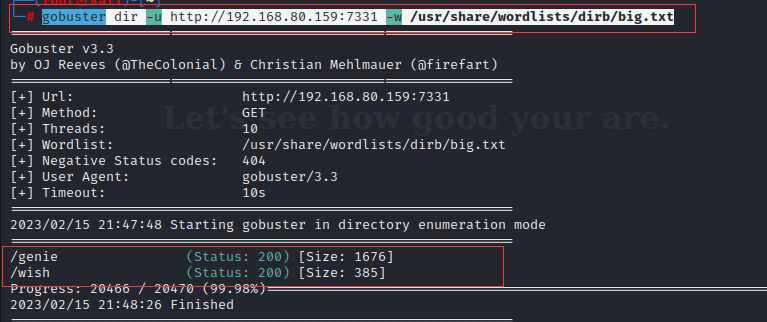 # gobuster dir -u http://192.168.80.159:7331 -w /usr/share/wordlists/dirb/big.txt
===============================================================
Gobuster v3.3
by OJ Reeves (@TheColonial) & Christian Mehlmauer (@firefart)
===============================================================
[+] Url: http://192.168.80.159:7331
[+] Method: GET
[+] Threads: 10
[+] Wordlist: /usr/share/wordlists/dirb/big.txt
[+] Negative Status codes: 404
[+] User Agent: gobuster/3.3
[+] Timeout: 10s
Let's see how good your are.
===============================================================
2023/02/15 21:47:48 Starting gobuster in directory enumeration mode
===============================================================
/genie (Status: 200) [Size: 1676]
/wish (Status: 200) [Size: 385]
Progress: 20466 / 20470 (99.98%)===============================================================
2023/02/15 21:48:26 Finished
===============================================================